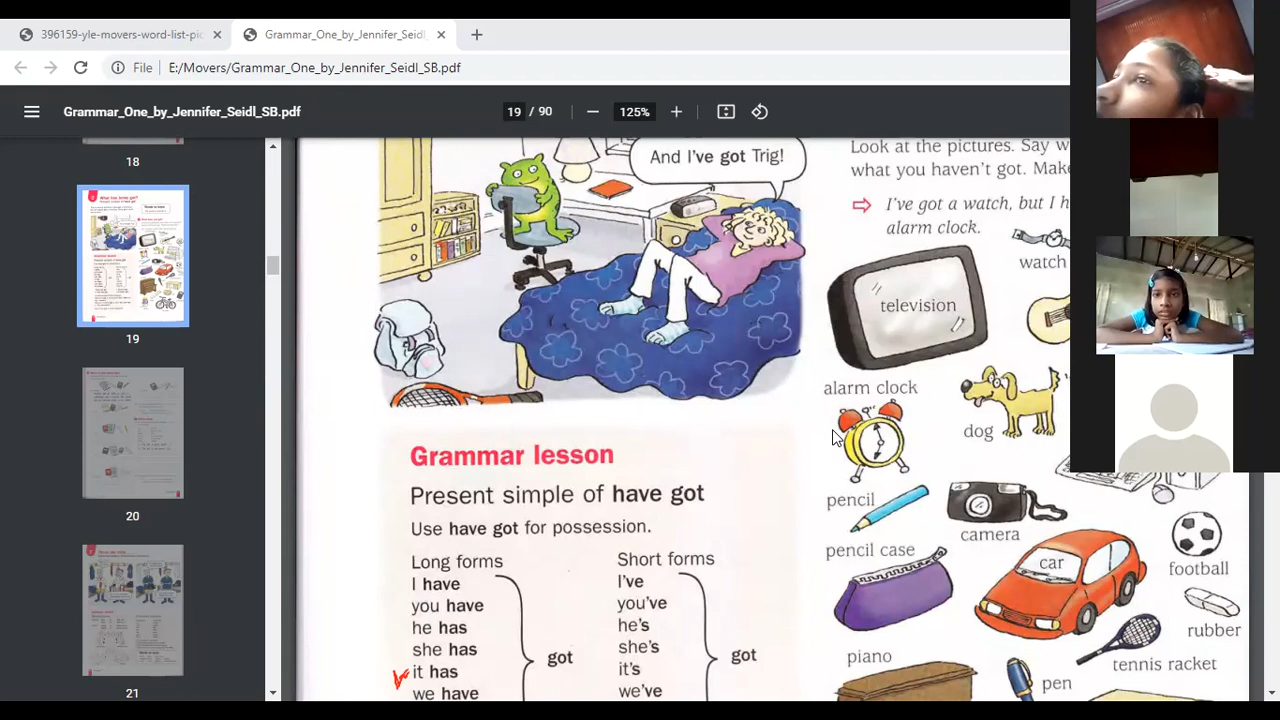 396159-yle-movers-word-list-pic
Grammar_One_by_Jennifer_Seidl_
File
E:/Movers/Grammar_One_by_Jennifer_Seidl_SB.pdf
Grammar_One_by_Jennifer_Seidl_SB.pdf
19 / 90
125%
18
19
20
21
And I've got Trig!
Grammar lesson
Present simple of have got
Use have got for possession.
Long forms
I have
you have
he has
she has
it has
we have
got
Short forms
I've
you've
he's
she's
it's
we've
got
Look at the pictures. Say w
what you haven't got. Make
I've got a watch, but I h
alarm clock.
watch
television
alarm clock
dog
pencil
camera
pencil case
car
football
rubber
piano
tennis racket
pen